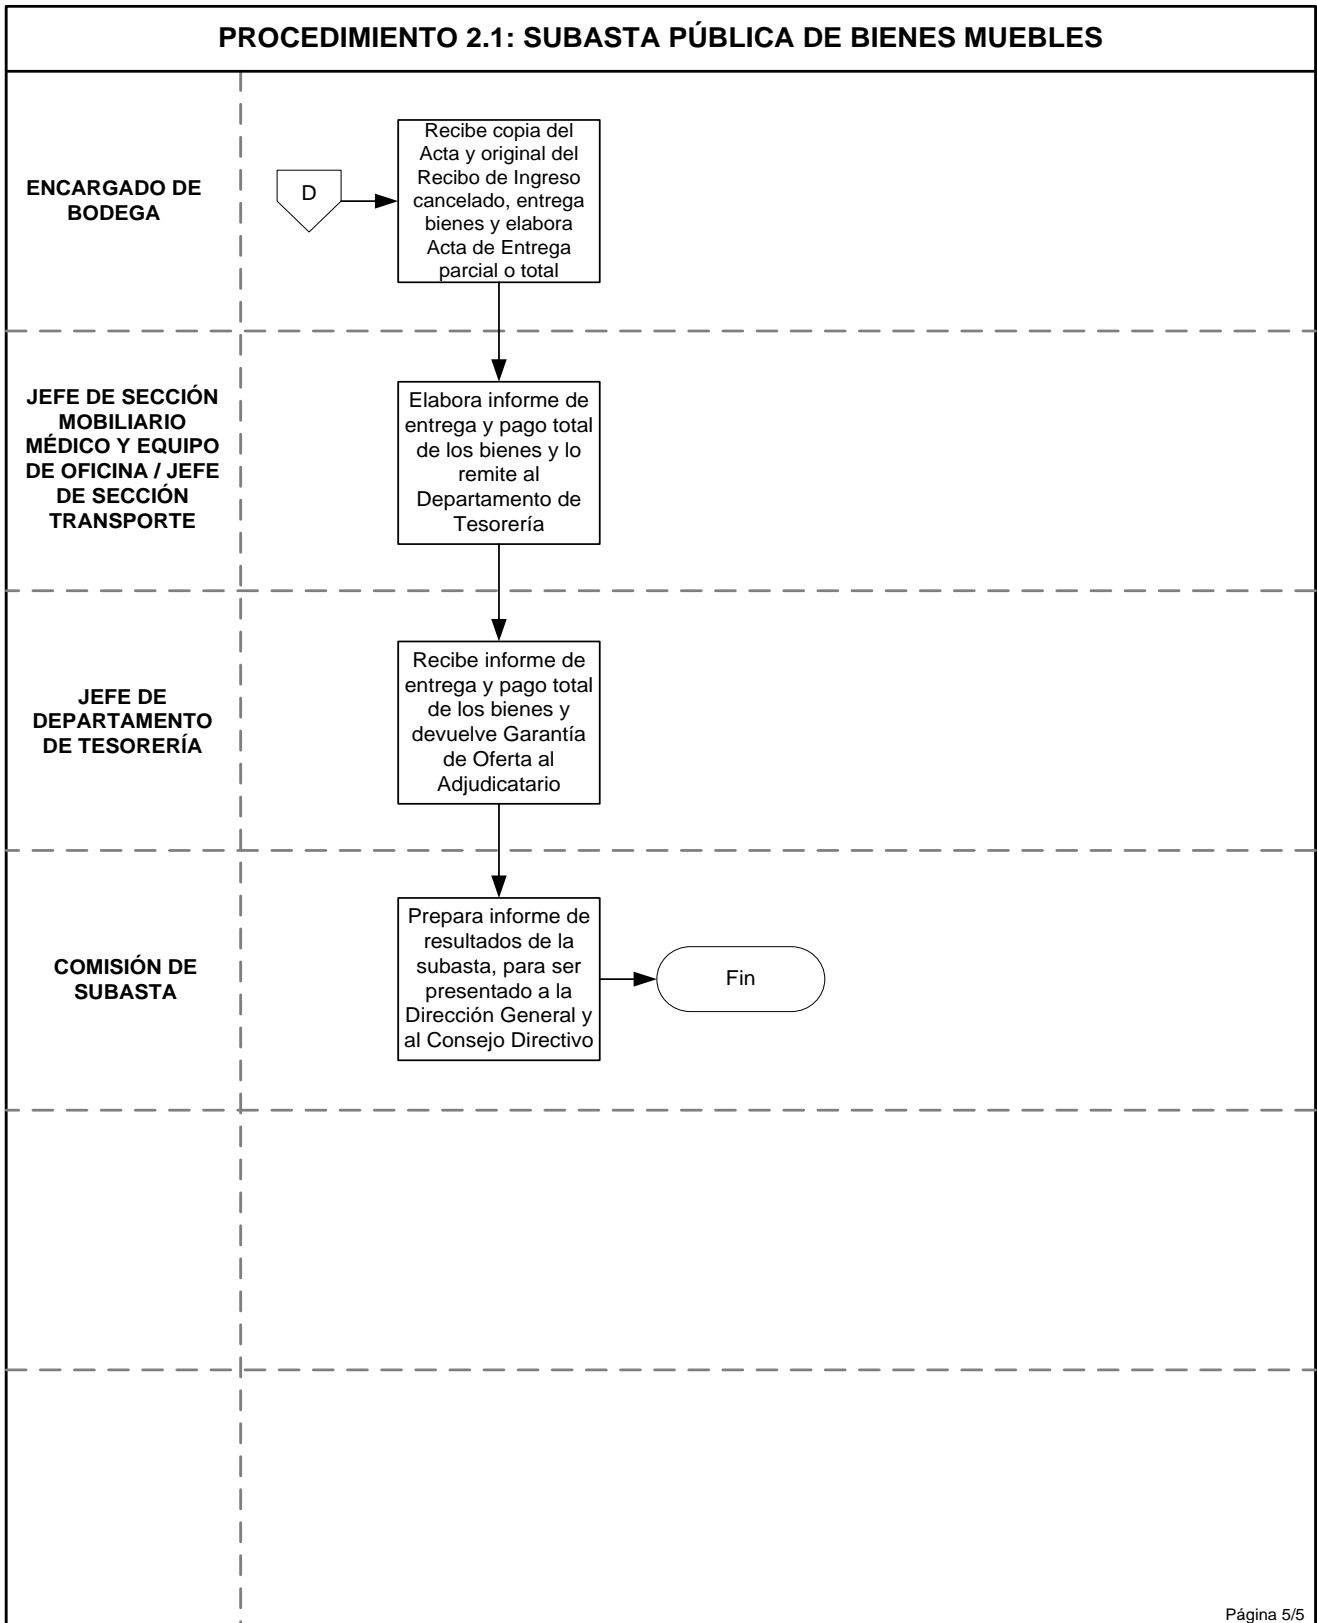 PROCEDIMIENTO 2.1: SUBASTA PÚBLICA DE BIENES MUEBLES
ENCARGADO DE
BODEGA
D
Recibe copia del
Acta y original del
Recibo de Ingreso
cancelado, entrega
bienes y elabora
Acta de Entrega
parcial o total
JEFE DE SECCIÓN
MOBILIARIO
MÉDICO Y EQUIPO
DE OFICINA / JEFE
DE SECCIÓN
TRANSPORTE
Elabora informe de
entrega y pago total
de los bienes y lo
remite al
Departamento de
Tesorería
JEFE DE
DEPARTAMENTO
DE TESORERÍA
Recibe informe de
entrega y pago total
de los bienes y
devuelve Garantía
de Oferta al
Adjudicatario
COMISIÓN DE
SUBASTA
Prepara informe de
resultados de la
subasta, para ser
presentado a la
Dirección General y
al Consejo Directivo
Fin
Página 5/5